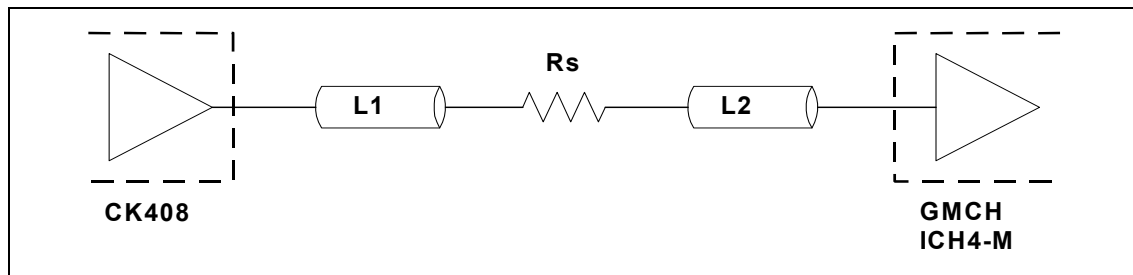 Rs
L1
L2
CK408
GMCH
ICH4-M